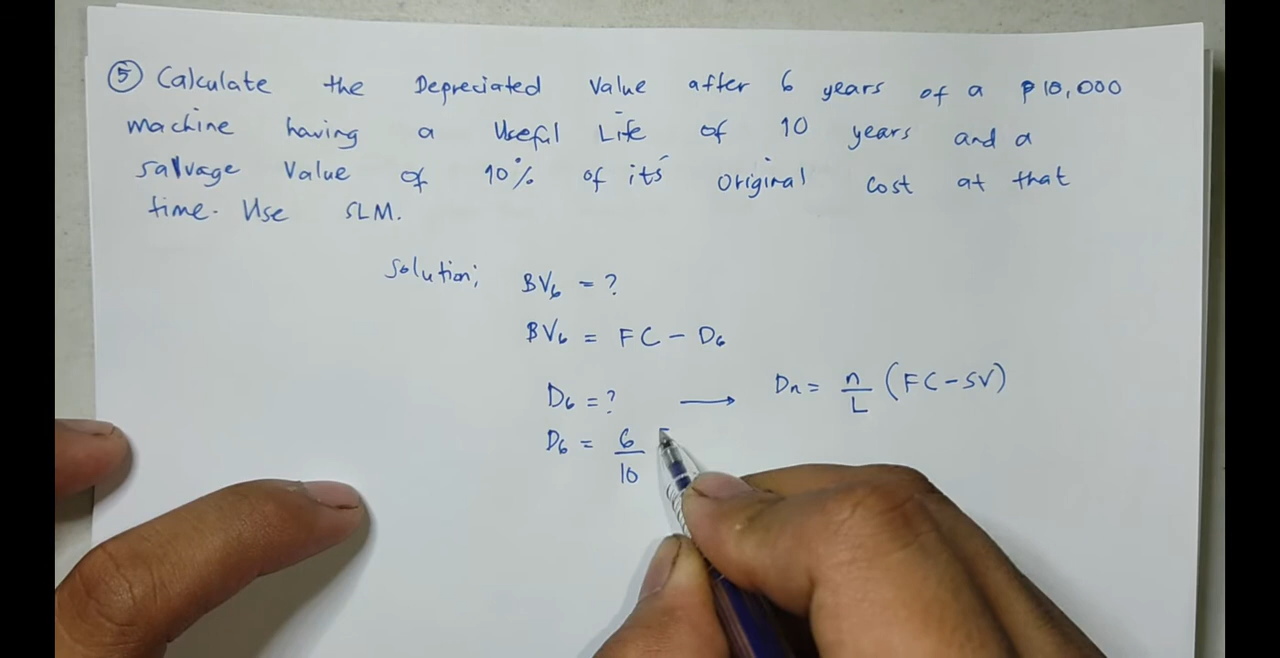 ⑤ Calculate the Depreciated Value after 6 years of a ₱10,000
machine having a Useful Life of 10 years and a
salvage Value of 10% of it's original cost at that
time. Use SLM.
Solution;
BV₆ = ?
BV₆ = FC - D₆
D₆ = ? → Dn = n/L (FC-SV)
D₆ = 6/10 [